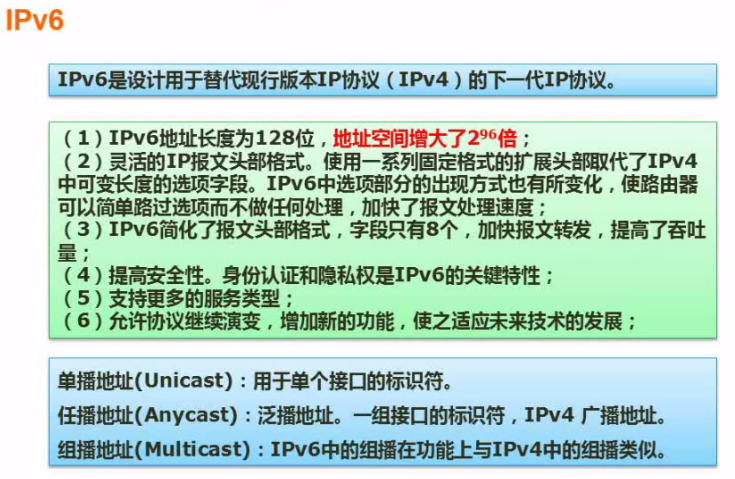 IPv6
IPv6是设计用于替代现行版本IP协议（IPv4）的下一代IP协议。
（1）IPv6地址长度为128位，地址空间增大了2⁹⁶倍；
（2）灵活的IP报文头部格式。使用一系列固定格式的扩展头部取代了IPv4
中可变长度的选项字段。IPv6中选项部分的出现方式也有所变化，使路由器
可以简单路过选项而不做任何处理，加快了报文处理速度；
（3）IPv6简化了报文头部格式，字段只有8个，加快报文转发，提高了吞吐
量；
（4）提高安全性。身份认证和隐私权是IPv6的关键特性；
（5）支持更多的服务类型；
（6）允许协议继续演变，增加新的功能，使之适应未来技术的发展；
单播地址(Unicast)：用于单个接口的标识符。
任播地址(Anycast)：泛播地址。一组接口的标识符，IPv4 广播地址。
组播地址(Multicast)：IPv6中的组播在功能上与IPv4中的组播类似。